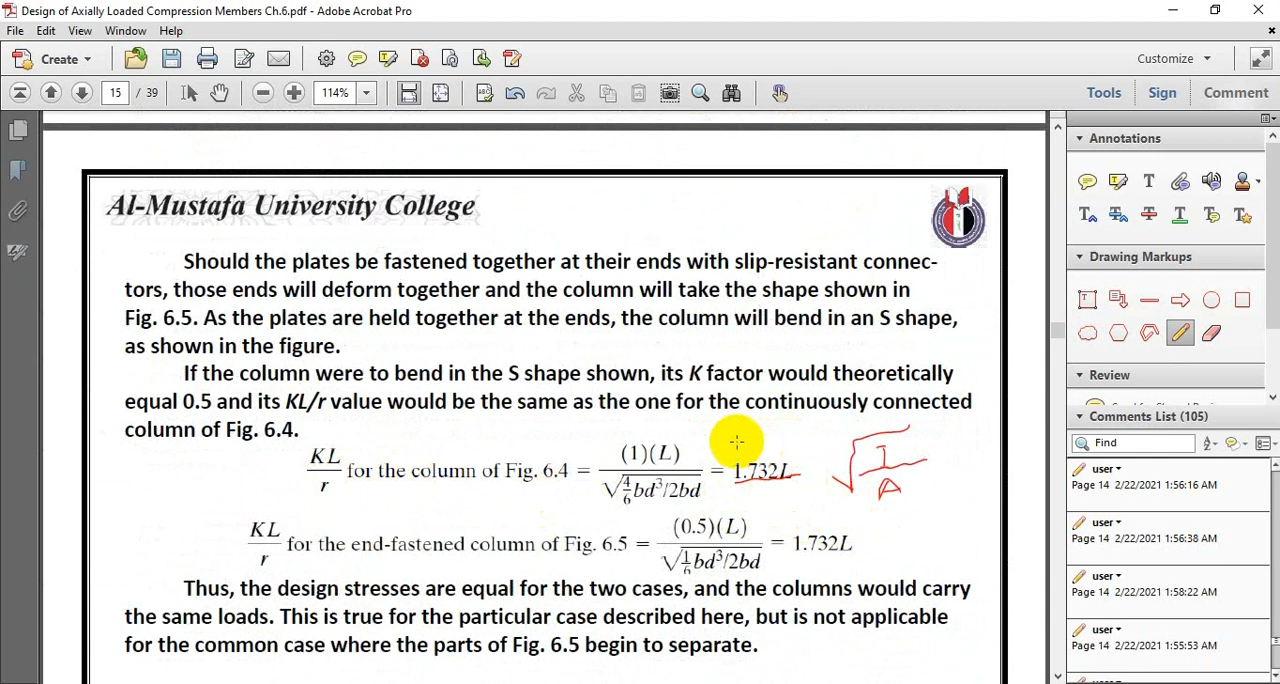 Design of Axially Loaded Compression Members Ch.6.pdf - Adobe Acrobat Pro
File Edit View Window Help
Create Customize
15 / 39 114% Tools Sign Comment
Annotations
Drawing Markups
Review
Comments List (105)
Find
user
Page 14 2/22/2021 1:56:16 AM
user
Page 14 2/22/2021 1:56:38 AM
user
Page 14 2/22/2021 1:58:22 AM
user
Page 14 2/22/2021 1:55:53 AM
Al-Mustafa University College
Should the plates be fastened together at their ends with slip-resistant connec-
tors, those ends will deform together and the column will take the shape shown in
Fig. 6.5. As the plates are held together at the ends, the column will bend in an S shape,
as shown in the figure.
If the column were to bend in the S shape shown, its K factor would theoretically
equal 0.5 and its KL/r value would be the same as the one for the continuously connected
column of Fig. 6.4.
KL/r for the column of Fig. 6.4 = (1)(L) / √(4/6 bd³/2bd) = 1.732L √(I/A)
KL/r for the end-fastened column of Fig. 6.5 = (0.5)(L) / √(1/6 bd³/2bd) = 1.732L
Thus, the design stresses are equal for the two cases, and the columns would carry
the same loads. This is true for the particular case described here, but is not applicable
for the common case where the parts of Fig. 6.5 begin to separate.